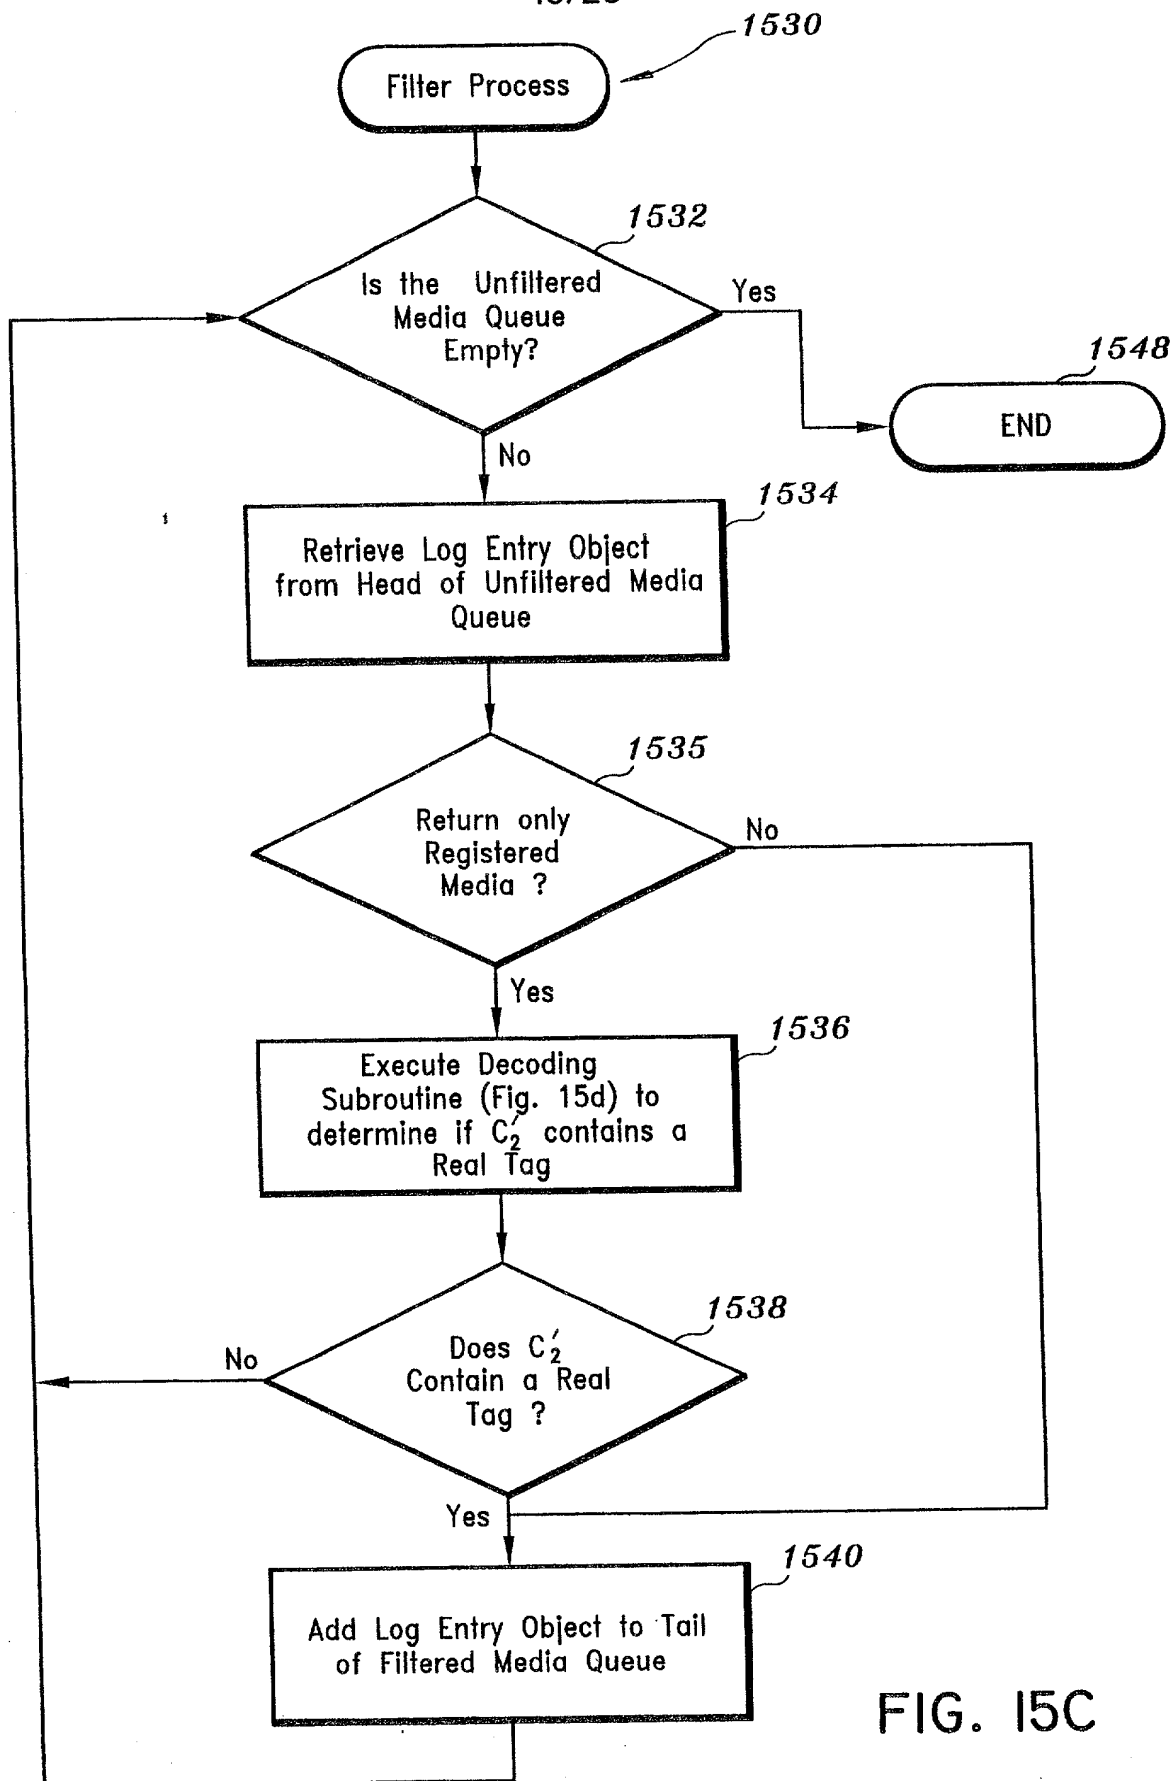 1530
Filter Process
1532
Is the Unfiltered
Media Queue
Empty?
Yes
1548
END
No
1534
Retrieve Log Entry Object
from Head of Unfiltered Media
Queue
1535
Return only
Registered
Media ?
No
Yes
1536
Execute Decoding
Subroutine (Fig. 15d) to
determine if C₂′ contains a
Real Tag
1538
Does C₂′
Contain a Real
Tag ?
No
Yes
1540
Add Log Entry Object to Tail
of Filtered Media Queue
FIG. 15C